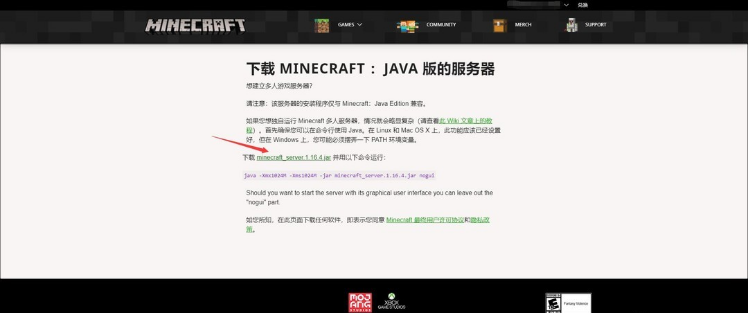 兑换
MINECRAFT
GAMES
COMMUNITY
MERCH
SUPPORT
下载 MINECRAFT ：JAVA 版的服务器
想建立多人游戏服务器?
请注意：该服务器的安装程序仅与 Minecraft：Java Edition 兼容。
如果您想独自运行 Minecraft 多人服务器，情况就会略显复杂（请查看此 Wiki 文章上的教
程）。首先确保您可以在命令行使用 Java。在 Linux 和 Mac OS X 上，此功能应该已经设置
好，但在 Windows 上，您可能必须摆弄一下 PATH 环境变量。
下载 minecraft_server.1.16.4.jar 并用以下命令运行：
java -Xmx1024M -Xms1024M -jar minecraft_server.1.16.4.jar nogui
Should you want to start the server with its graphical user interface you can leave out the
"nogui" part.
如您所知，在此页面下载任何软件，即表示您同意 Minecraft 最终用户许可协议和隐私政
策。
MOJANG
STUDIOS
XBOX
GAME STUDIOS
E
Fantasy Violence